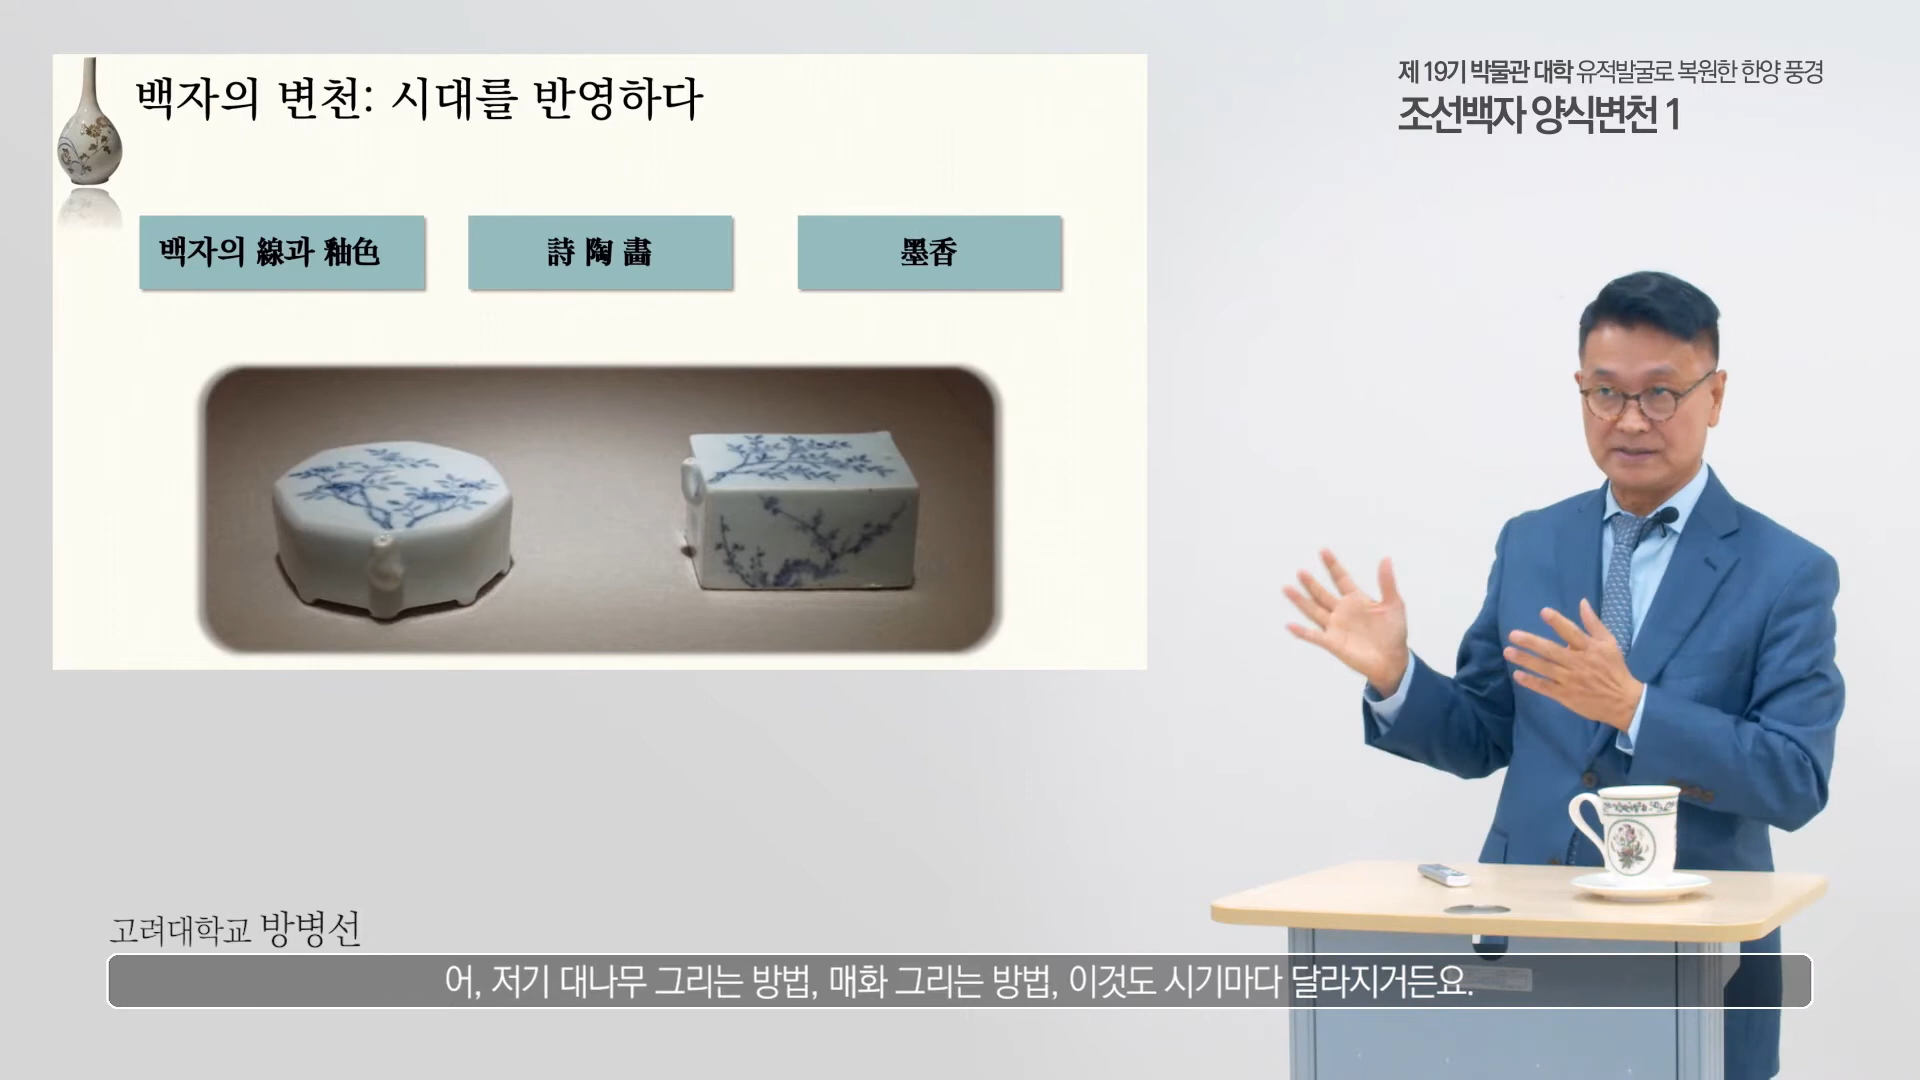 백자의 변천: 시대를 반영하다
백자의 線과 釉色
詩 陶 畵
墨香
제 19기 박물관 대학 유적발굴로 복원한 한양 풍경
조선백자 양식변천 1
고려대학교 방병선
어, 저기 대나무 그리는 방법, 매화 그리는 방법, 이것도 시기마다 달라지거든요.